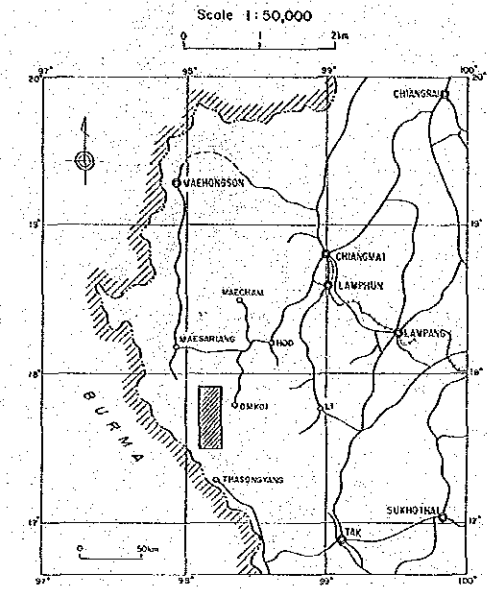 Scale 1:50,000
0 1 2km
20° 98° 99° 100° 20°
CHIANGRAI
MAEHONGSON
19° 19°
CHIANGMAI
LAMPHUN
MAECHAM
LAMPANG
MAESARIANG
HOD
18° 18°
OMKOI
LI
BURMA
THASONGYANG
SUKHOTHAI
17° 17°
TAK
0 50km
97° 98° 99° 100°